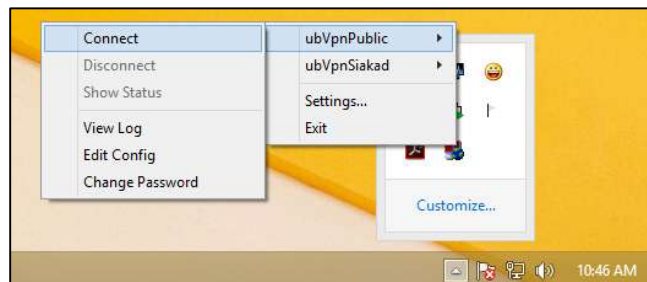 Connect
Disconnect
Show Status
View Log
Edit Config
Change Password
ubVpnPublic
ubVpnSiakad
Settings...
Exit
Customize...
10:46 AM